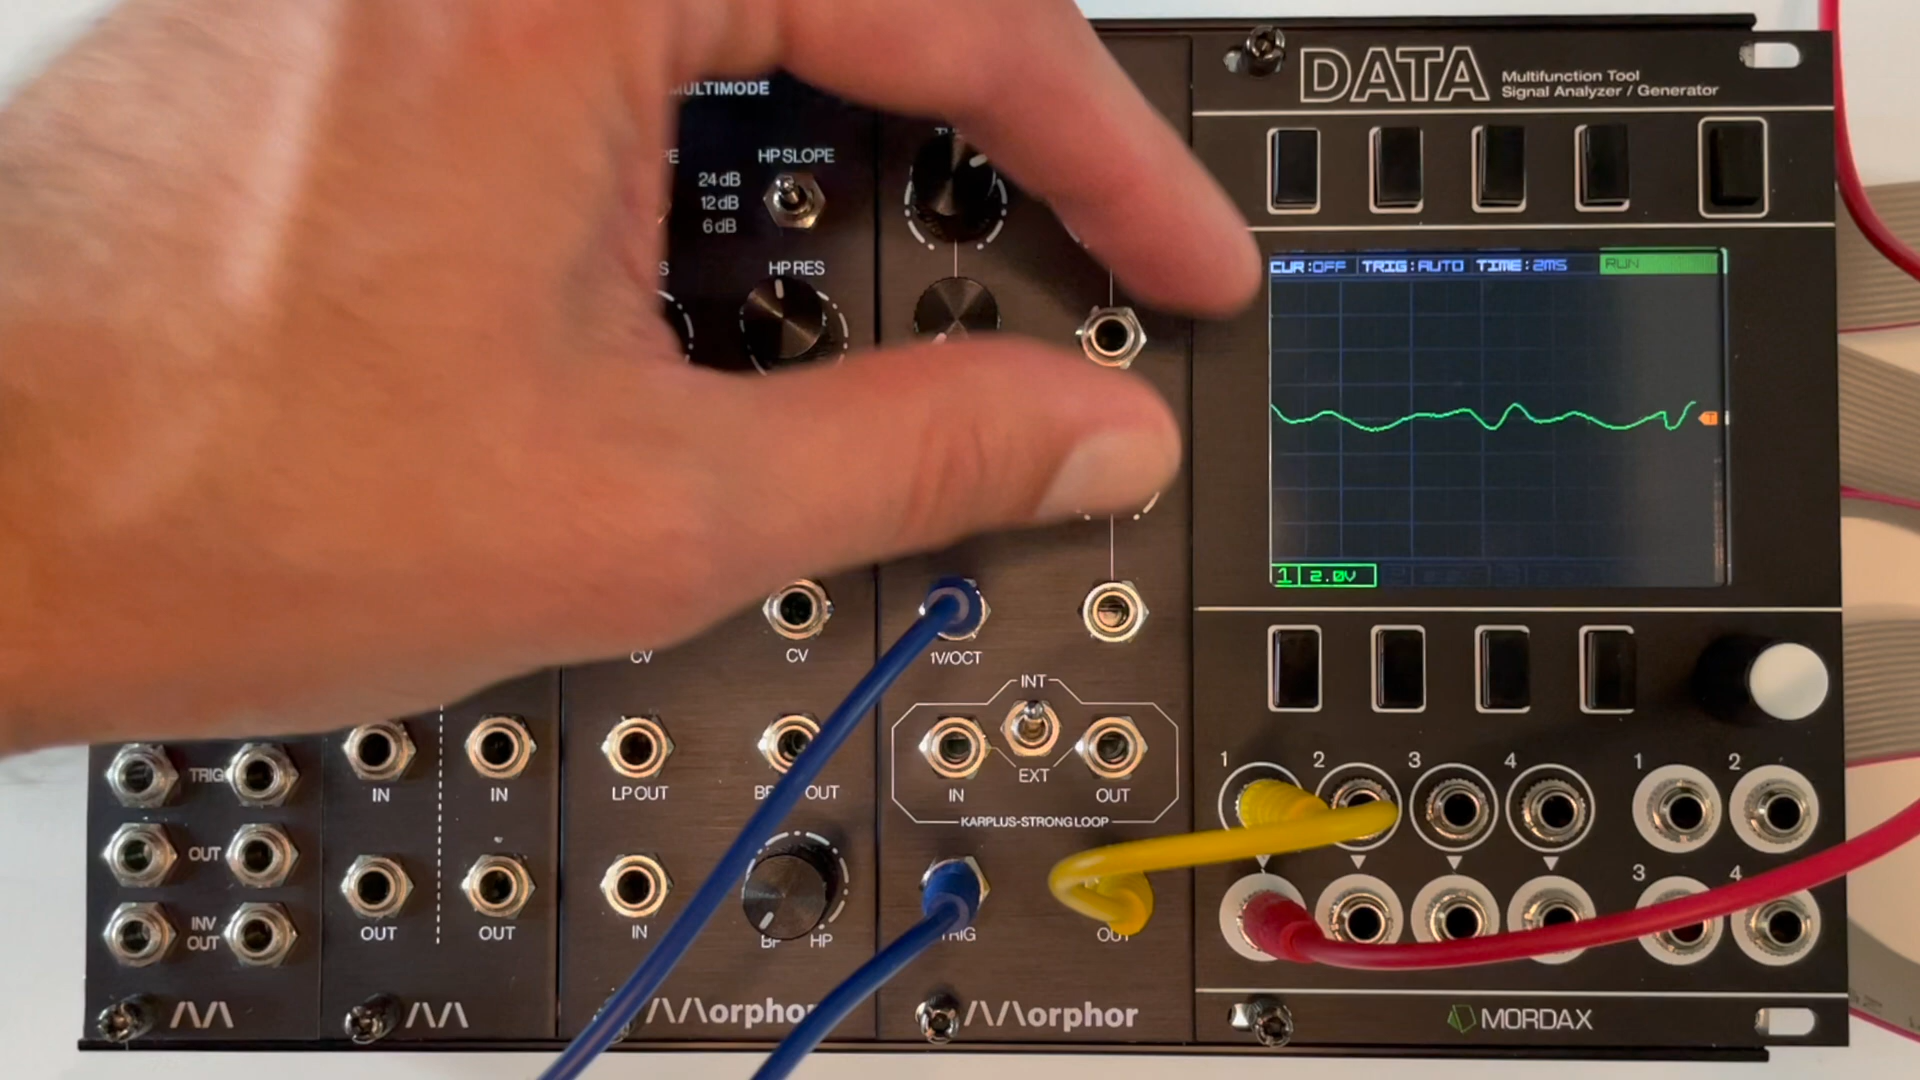 MULTIMODE
HP SLOPE
24 dB
12 dB
6 dB
HP RES
CV
CV
1V/OCT
INT
EXT
IN
OUT
KARPLUS-STRONG LOOP
TRIG
OUT
INV
OUT
IN
IN
OUT
OUT
LP OUT
OUT
IN
BP
HP
OUT
orphor
DATA
Multifunction Tool
Signal Analyzer / Generator
CUR:OFF
TRIG:AUTO
TIME:2MS
RUN
1
2.0V
1
2
3
4
1
2
3
4
MORDAX